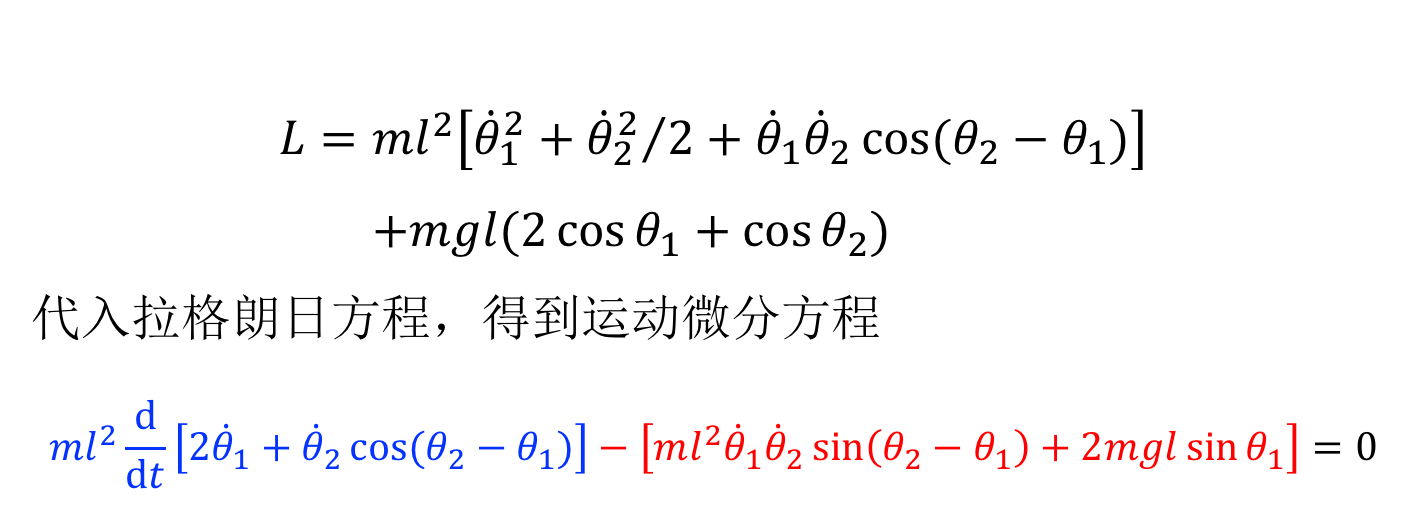 L = ml²[θ̇₁² + θ̇₂²/2 + θ̇₁θ̇₂ cos(θ₂ − θ₁)]
+mgl(2 cos θ₁ + cos θ₂)
代入拉格朗日方程，得到运动微分方程
ml² d/dt [2θ̇₁ + θ̇₂ cos(θ₂ − θ₁)] − [ml²θ̇₁θ̇₂ sin(θ₂ − θ₁) + 2mgl sin θ₁] = 0